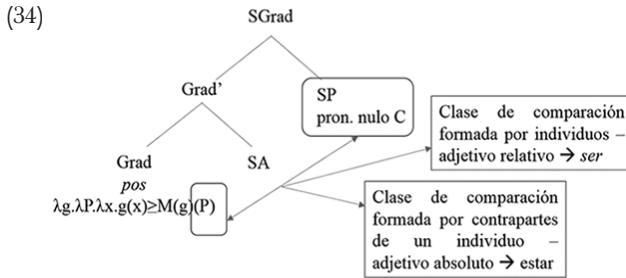 (34)
SGrad
Grad’
SP
pron. nulo C
Clase de comparación
formada por individuos –
adjetivo relativo → ser
Grad
SA
pos
λg.λP.λx.g(x)≥M(g)(P)
Clase de comparación
formada por contrapartes
de un individuo –
adjetivo absoluto → estar